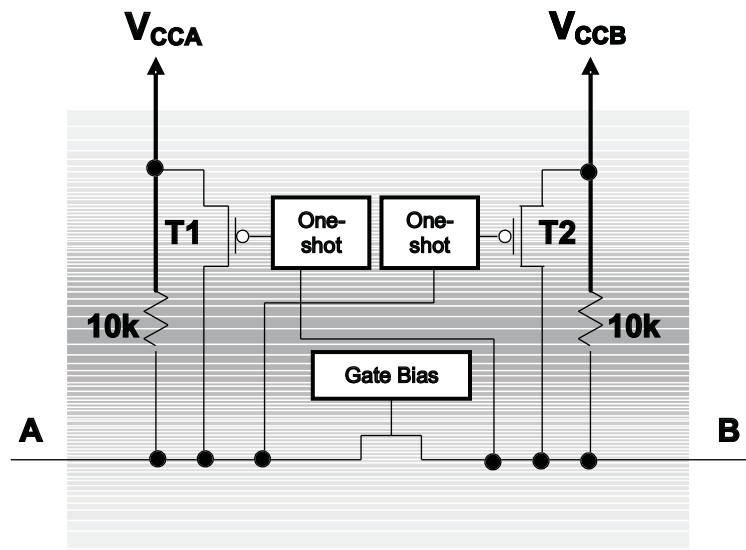 VCCA
VCCB
T1
One-
shot
One-
shot
T2
10k
10k
Gate Bias
A
B